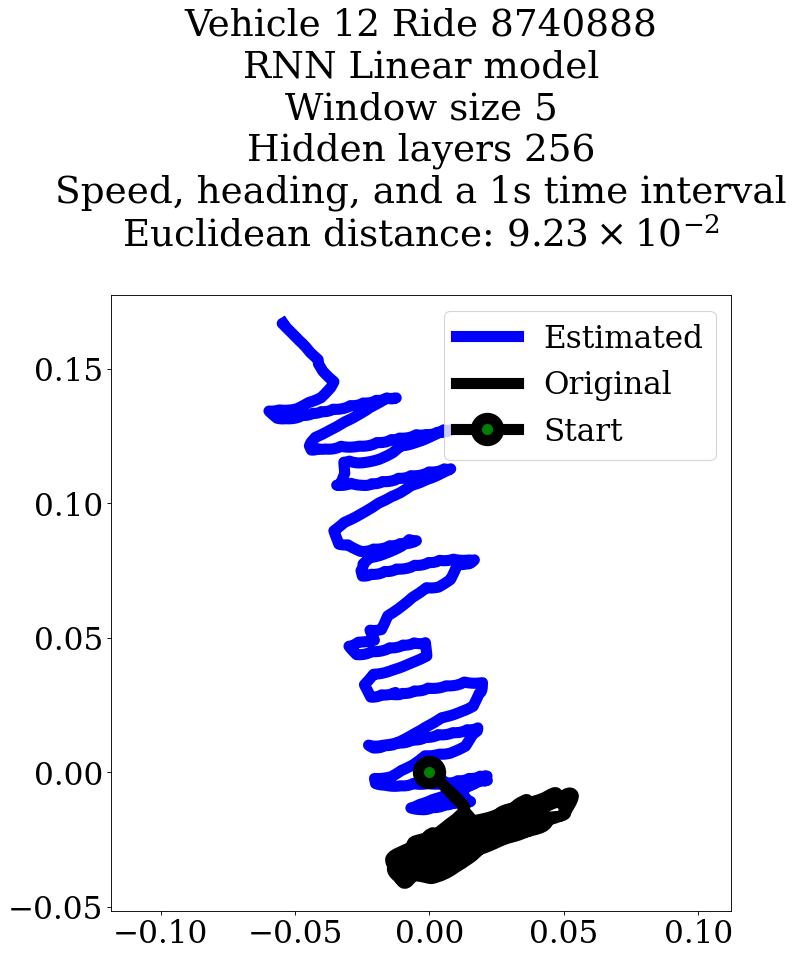 Vehicle 12 Ride 8740888
RNN Linear model
Window size 5
Hidden layers 256
Speed, heading, and a 1s time interval
Euclidean distance: 9.23 × 10⁻²
Estimated
Original
Start
0.15
0.10
0.05
0.00
−0.05
−0.10 −0.05 0.00 0.05 0.10